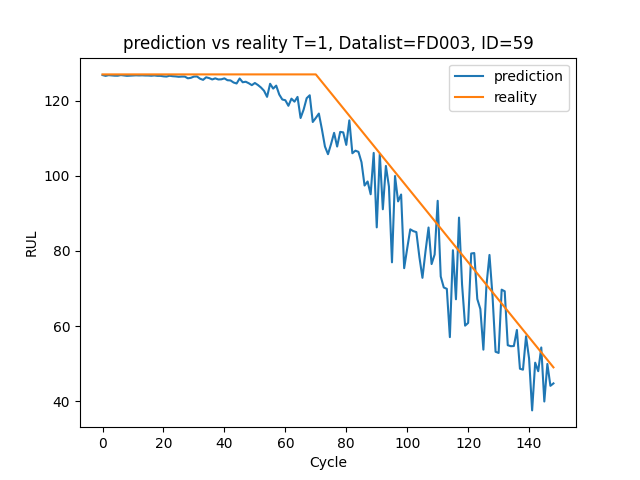 prediction vs reality T=1, Datalist=FD003, ID=59
prediction
reality
120
100
80
60
40
RUL
0 20 40 60 80 100 120 140
Cycle